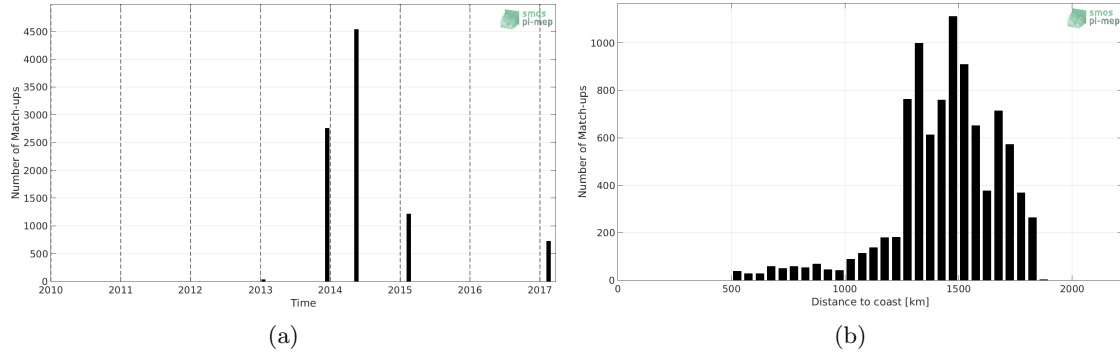 smos
pi-mep
Number of Match-ups
4500
4000
3500
3000
2500
2000
1500
1000
500
0
2010 2011 2012 2013 2014 2015 2016 2017
Time
(a)
smos
pi-mep
Number of Match-ups
1000
800
600
400
200
0
0 500 1000 1500 2000
Distance to coast [km]
(b)